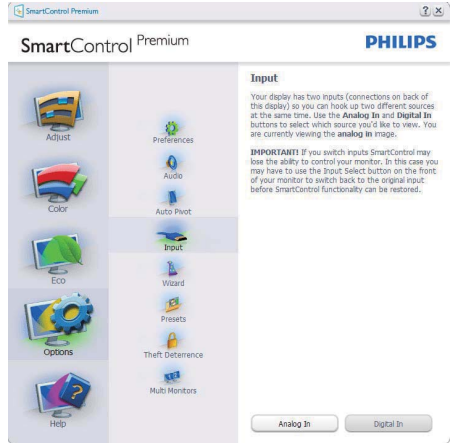 SmartControl Premium
SmartControl Premium
PHILIPS
Adjust
Color
Eco
Options
Help
Preferences
Audio
Auto Pivot
Input
Wizard
Presets
Theft Deterrence
Multi Monitors
Input
Your display has two inputs (connections on back of
this display) so you can hook up two different sources
at the same time. Use the Analog In and Digital In
buttons to select which source you'd like to view. You
are currently viewing the analog in image.
IMPORTANT! If you switch inputs SmartControl may
lose the ability to control your monitor. In this case you
may have to use the Input Select button on the front
of your monitor to switch back to the original input
before SmartControl functionality can be restored.
Analog In
Digital In